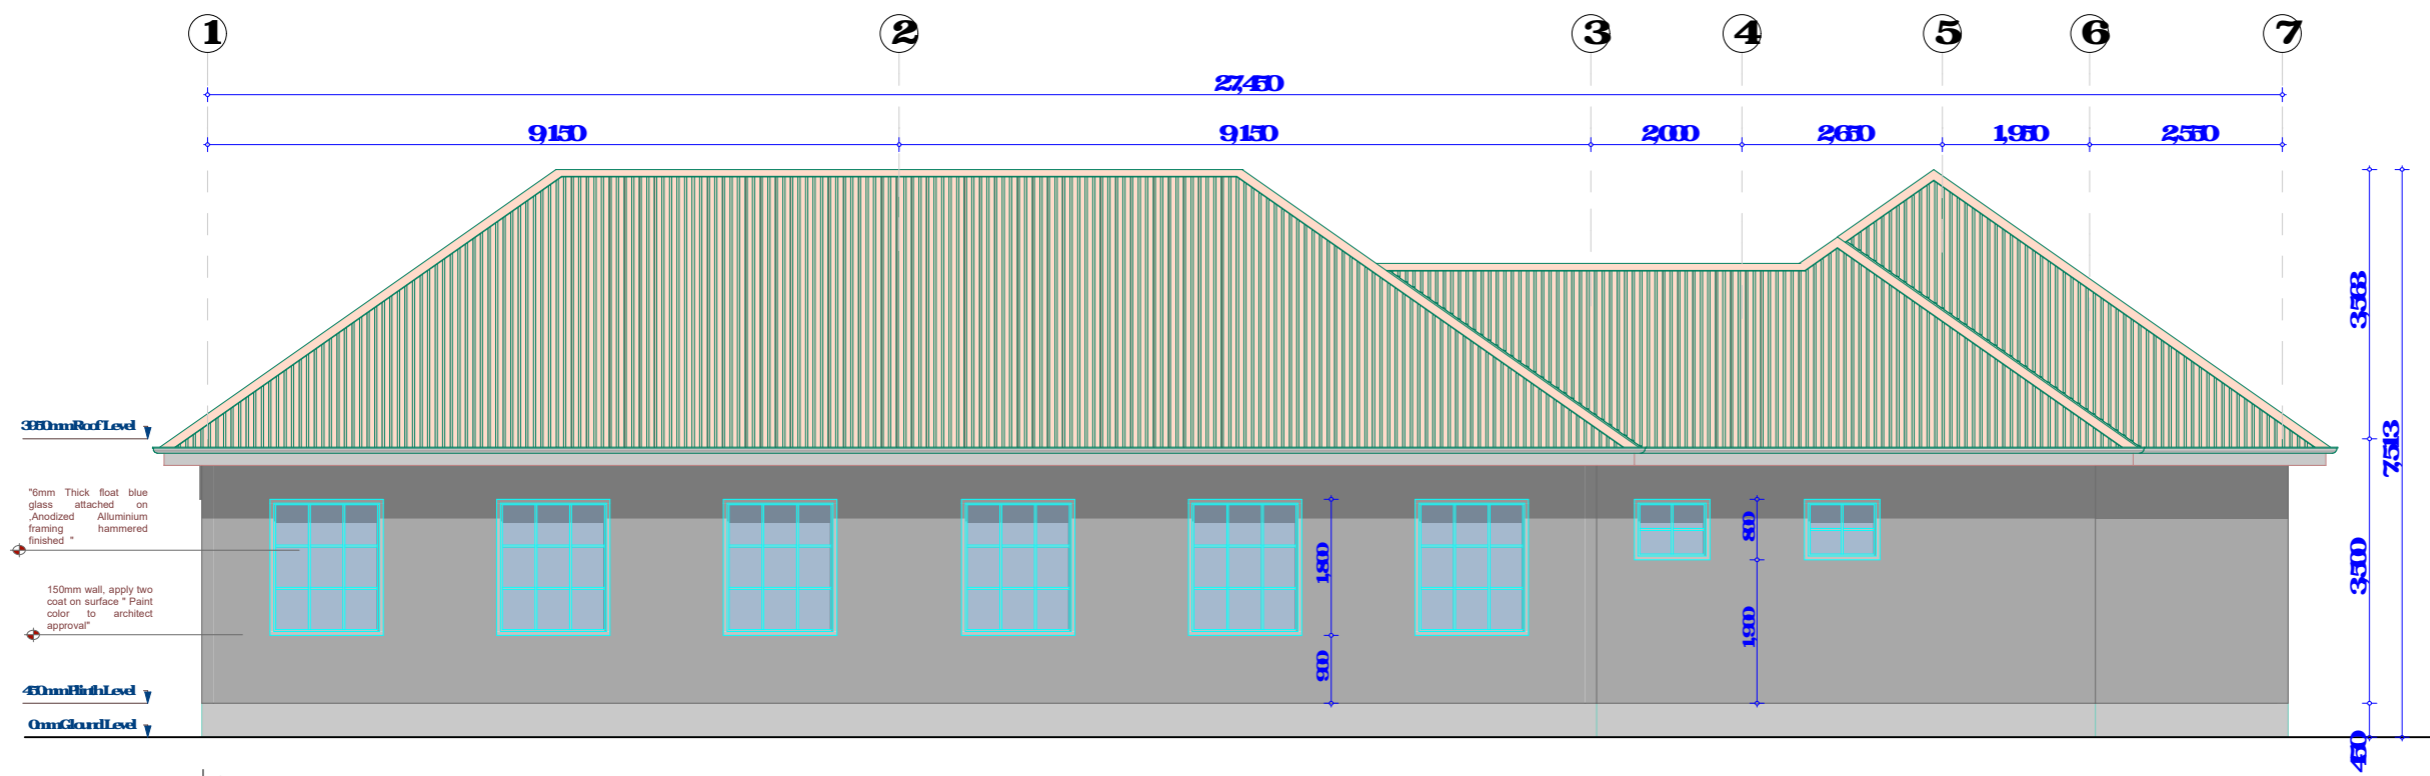 1 2 3 4 5 6 7
27,450
9,150 9,150 2,000 2,650 1,950 2,550
3,563
3950mm Roof Level
7,513
"6mm Thick float blue
glass attached on
,Anodized Alluminium
framing hammered
finished "
800
1,800
3,500
150mm wall, apply two
coat on surface " Paint
color to architect
approval"
1,900
900
450mm Plinth Level
0mm Ground Level
450